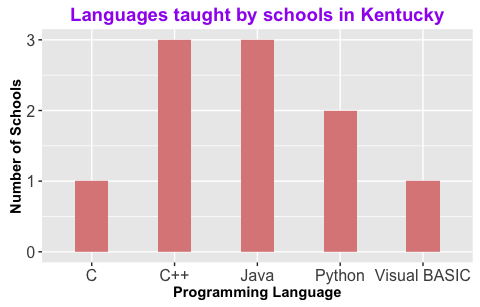 Languages taught by schools in Kentucky
Number of Schools
3
2
1
0
C C++ Java Python Visual BASIC
Programming Language